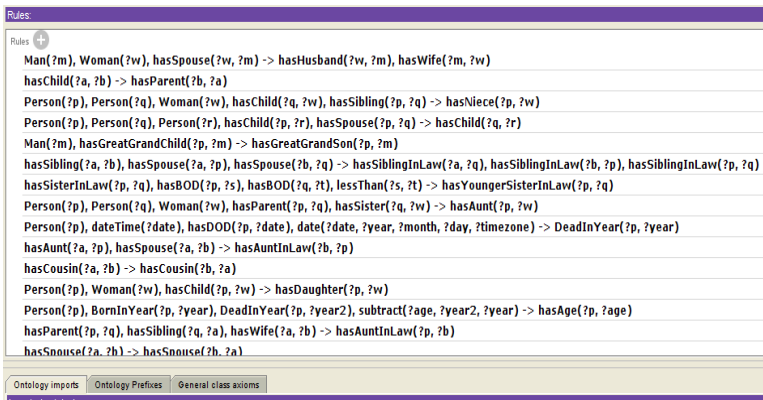 Rules:
Rules
Man(?m), Woman(?w), hasSpouse(?w, ?m) -> hasHusband(?w, ?m), hasWife(?m, ?w)
hasChild(?a, ?b) -> hasParent(?b, ?a)
Person(?p), Person(?q), Woman(?w), hasChild(?q, ?w), hasSibling(?p, ?q) -> hasNiece(?p, ?w)
Person(?p), Person(?q), Person(?r), hasChild(?p, ?r), hasSpouse(?p, ?q) -> hasChild(?q, ?r)
Man(?m), hasGreatGrandChild(?p, ?m) -> hasGreatGrandSon(?p, ?m)
hasSibling(?a, ?b), hasSpouse(?a, ?p), hasSpouse(?b, ?q) -> hasSiblingInLaw(?a, ?q), hasSiblingInLaw(?b, ?p), hasSiblingInLaw(?p, ?q)
hasSisterInLaw(?p, ?q), hasBOD(?p, ?s), hasBOD(?q, ?t), lessThan(?s, ?t) -> hasYoungerSisterInLaw(?p, ?q)
Person(?p), Person(?q), Woman(?w), hasParent(?p, ?q), hasSister(?q, ?w) -> hasAunt(?p, ?w)
Person(?p), dateTime(?date), hasDOD(?p, ?date), date(?date, ?year, ?month, ?day, ?timezone) -> DeadInYear(?p, ?year)
hasAunt(?a, ?p), hasSpouse(?a, ?b) -> hasAuntInLaw(?b, ?p)
hasCousin(?a, ?b) -> hasCousin(?b, ?a)
Person(?p), Woman(?w), hasChild(?p, ?w) -> hasDaughter(?p, ?w)
Person(?p), BornInYear(?p, ?year), DeadInYear(?p, ?year2), subtract(?age, ?year2, ?year) -> hasAge(?p, ?age)
hasParent(?p, ?q), hasSibling(?q, ?a), hasWife(?a, ?b) -> hasAuntInLaw(?p, ?b)
hasSpouse(?a, ?b) -> hasSpouse(?b, ?a)
Ontology imports Ontology Prefixes General class axioms